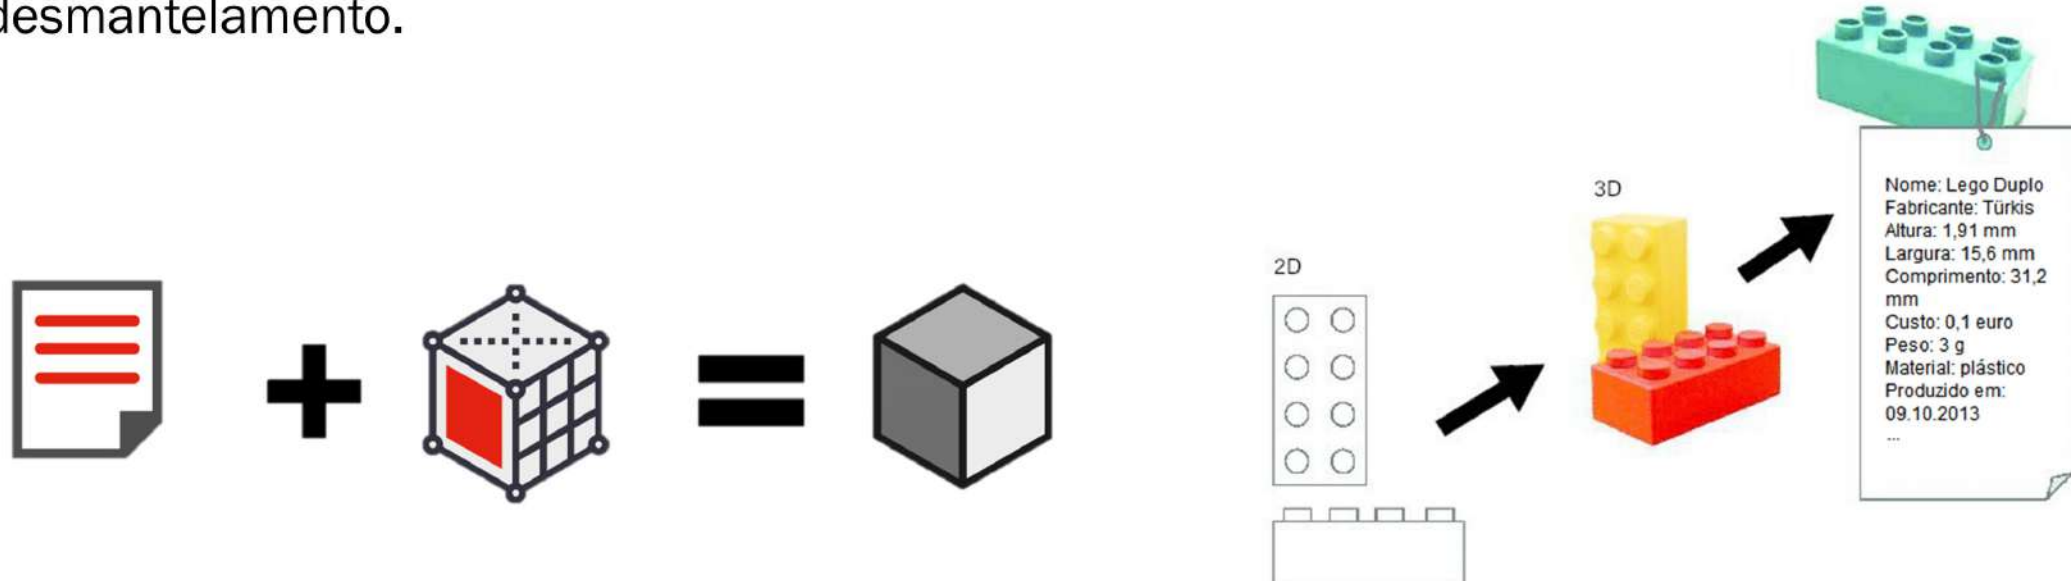 desmantelamento.
2D
3D
Nome: Lego Duplo
Fabricante: Türkis
Altura: 1,91 mm
Largura: 15,6 mm
Comprimento: 31,2
mm
Custo: 0,1 euro
Peso: 3 g
Material: plástico
Produzido em:
09.10.2013
...